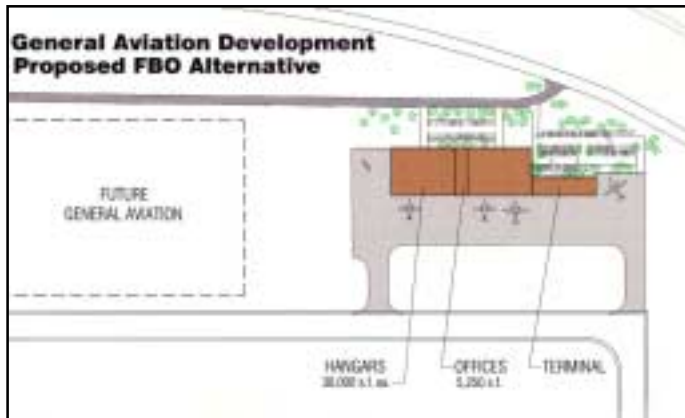 General Aviation Development
Proposed FBO Alternative
FUTURE
GENERAL AVIATION
HANGARS
30,000 s.f. ea.
OFFICES
5,250 s.f.
TERMINAL